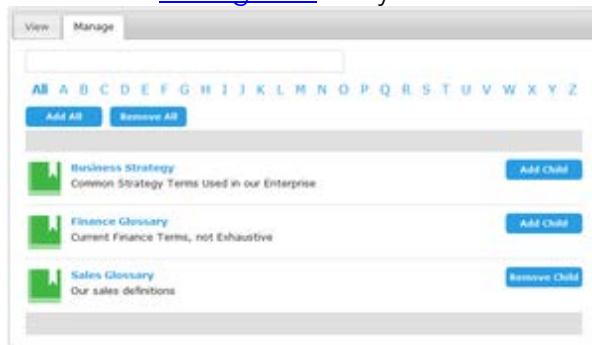 View Manage
All A B C D E F G H I J K L M N O P Q R S T U V W X Y Z
Add All Remove All
Business Strategy Add Child
Common Strategy Terms Used in our Enterprise
Finance Glossary Add Child
Current Finance Terms, not Exhaustive
Sales Glossary Remove Child
Our sales definitions